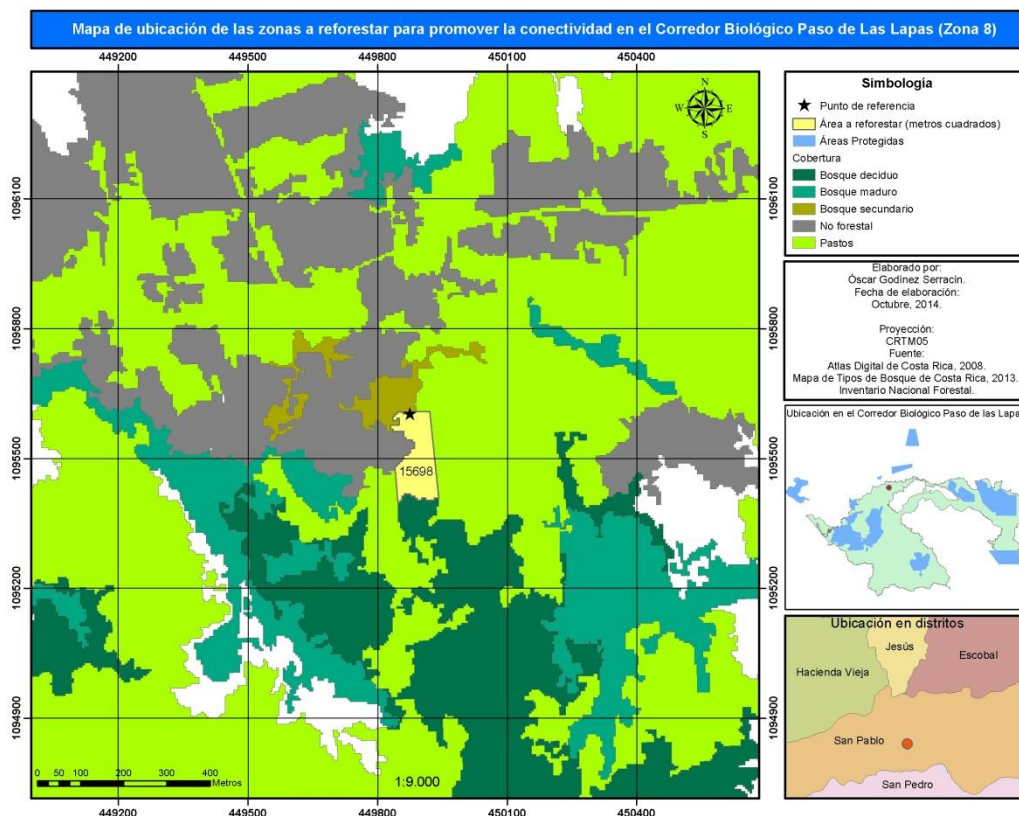 Mapa de ubicación de las zonas a reforestar para promover la conectividad en el Corredor Biológico Paso de Las Lapas (Zona 8)
449200 449500 449800 450100 450400
1096100 1096100
1095800 1095800
1095500 1095500
1095200 1095200
1094900 1094900
N
W E
S
15698
0 50 100 200 300 400
Metros
1:9.000
449200 449500 449800 450100 450400
Simbología
Punto de referencia
Área a reforestar (metros cuadrados)
Áreas Protegidas
Cobertura
Bosque deciduo
Bosque maduro
Bosque secundario
No forestal
Pastos
Elaborado por:
Óscar Godínez Serracín.
Fecha de elaboración:
Octubre, 2014.
Proyección:
CRTM05
Fuente:
Atlas Digital de Costa Rica, 2008.
Mapa de Tipos de Bosque de Costa Rica, 2013.
Inventario Nacional Forestal.
Ubicación en el Corredor Biológico Paso de las Lapa
Ubicación en distritos
Jesús
Escobal
Hacienda Vieja
San Pablo
San Pedro